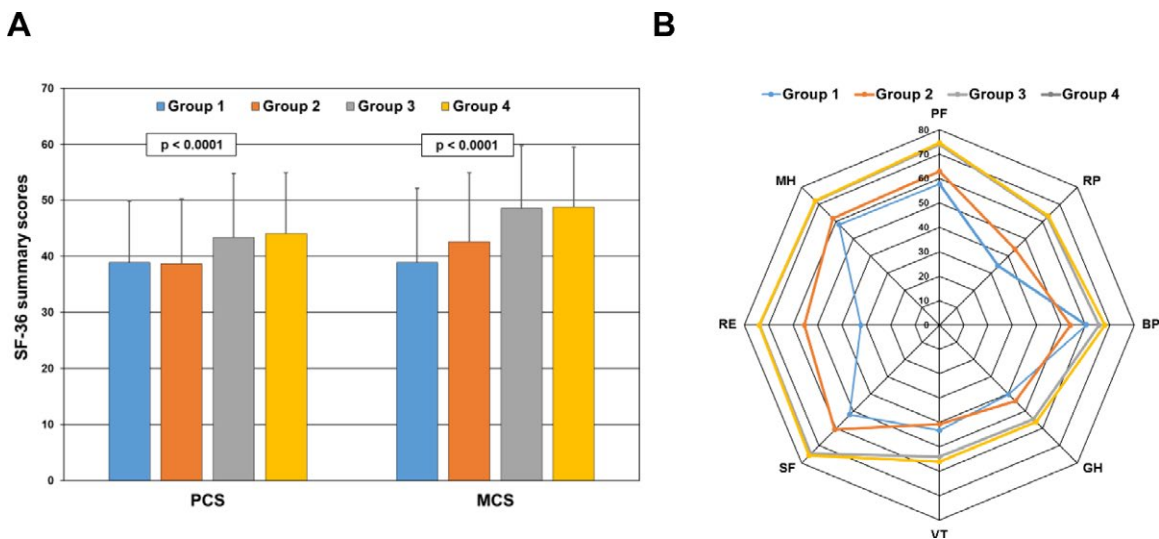 A
B
70
60
50
40
30
20
10
0
SF-36 summary scores
Group 1 Group 2 Group 3 Group 4
p < 0.0001
p < 0.0001
PCS
MCS
Group 1 Group 2 Group 3 Group 4
PF
RP
BP
GH
VT
SF
RE
MH
80
70
60
50
40
30
20
10
0